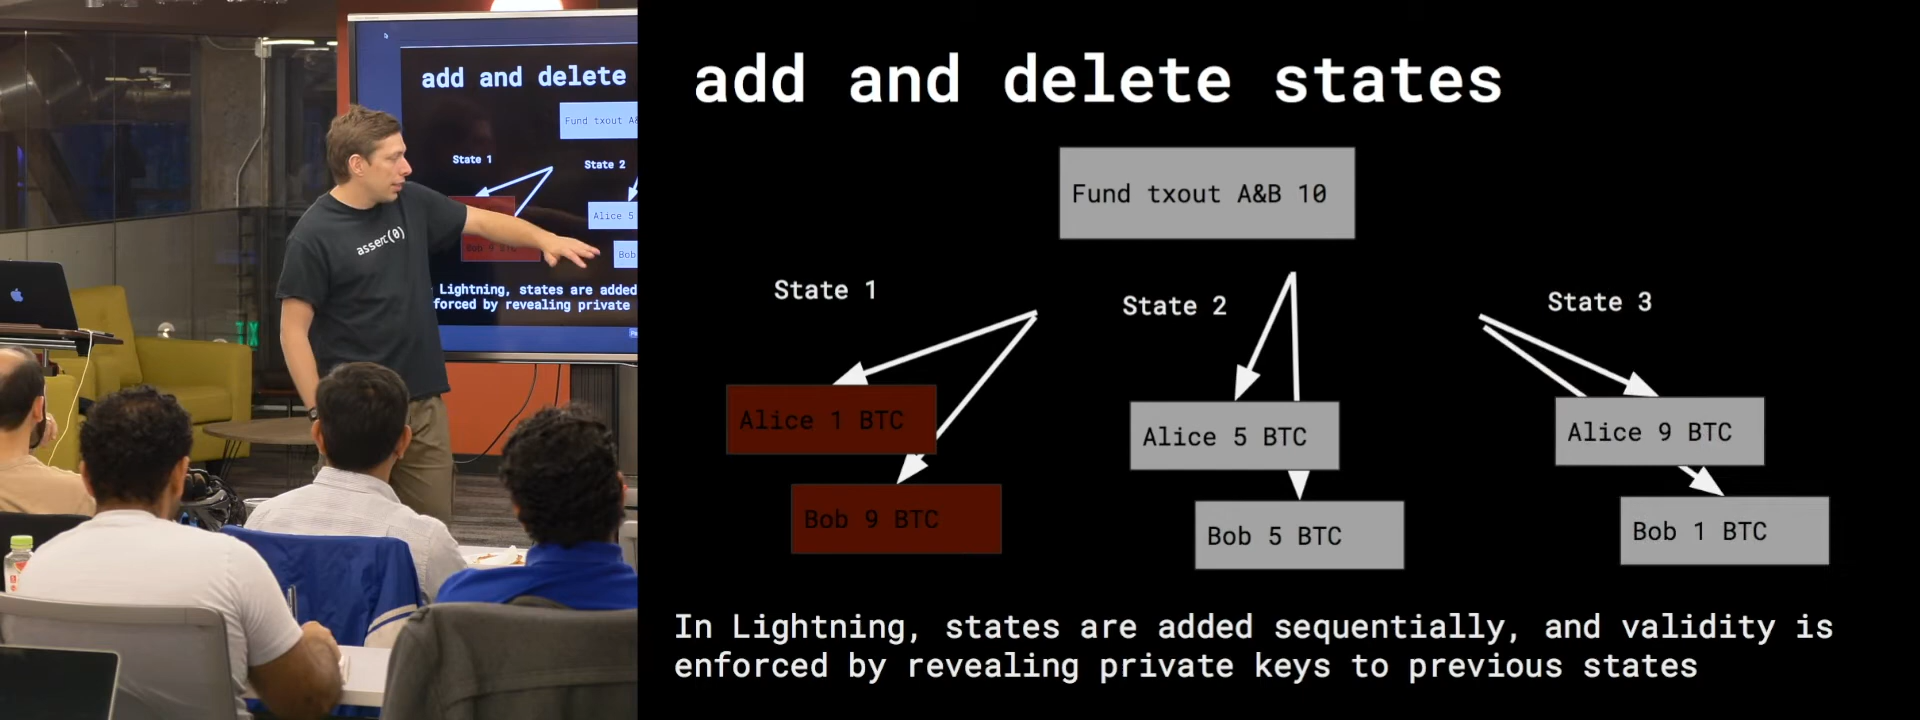 add and delete
Fund txout A&
State 1
State 2
Alice 5
Bob 9 BTC
Bob
Lightning, states are added
forced by revealing private
assert(0)
add and delete states
Fund txout A&B 10
State 1
State 2
State 3
Alice 1 BTC
Alice 5 BTC
Alice 9 BTC
Bob 9 BTC
Bob 5 BTC
Bob 1 BTC
In Lightning, states are added sequentially, and validity is
enforced by revealing private keys to previous states